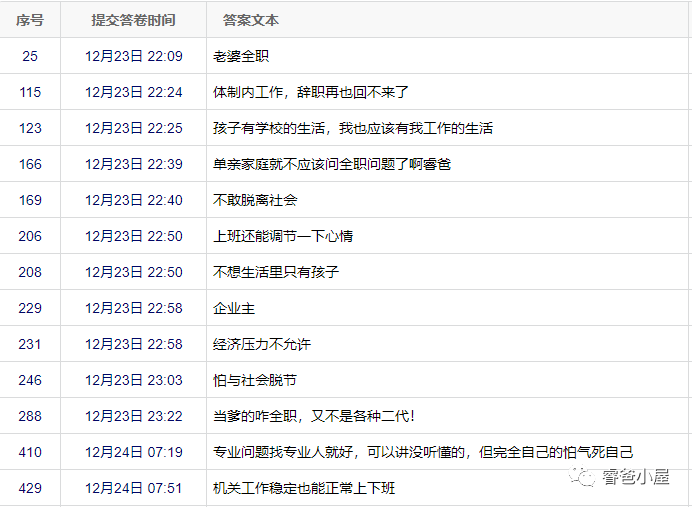 序号 提交答卷时间 答案文本
25 12月23日 22:09 老婆全职
115 12月23日 22:24 体制内工作，辞职再也回不来了
123 12月23日 22:25 孩子有学校的生活，我也应该有我工作的生活
166 12月23日 22:39 单亲家庭就不应该问全职问题了啊睿爸
169 12月23日 22:40 不敢脱离社会
206 12月23日 22:50 上班还能调节一下心情
208 12月23日 22:50 不想生活里只有孩子
229 12月23日 22:58 企业主
231 12月23日 22:58 经济压力不允许
246 12月23日 23:03 怕与社会脱节
288 12月23日 23:22 当爹的咋全职，又不是各种二代！
410 12月24日 07:19 专业问题找专业人就好，可以讲没听懂的，但完全自己的怕气死自己
429 12月24日 07:51 机关工作稳定也能正常上下班
睿爸小屋